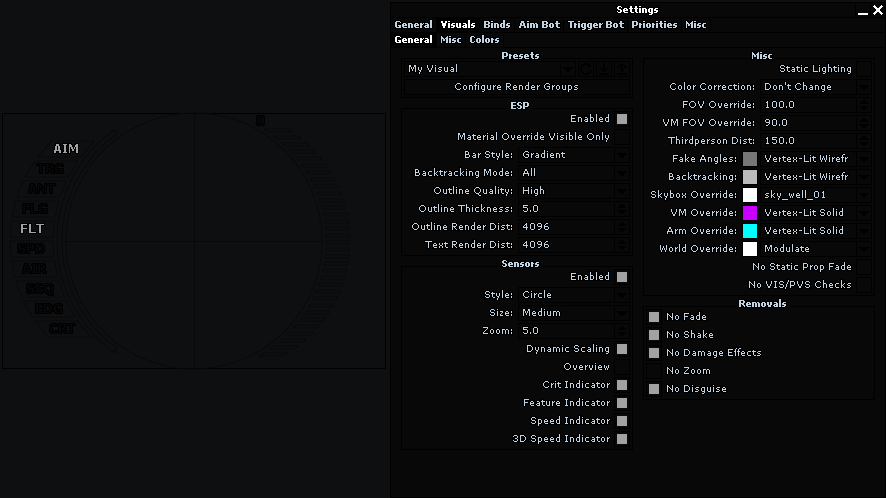 Settings
General Visuals Binds Aim Bot Trigger Bot Priorities Misc
General Misc Colors
Presets
My Visual
Configure Render Groups
ESP
Enabled
Material Override Visible Only
Bar Style: Gradient
Backtracking Mode: All
Outline Quality: High
Outline Thickness: 5.0
Outline Render Dist: 4096
Text Render Dist: 4096
Sensors
Enabled
Style: Circle
Size: Medium
Zoom: 5.0
Dynamic Scaling
Overview
Crit Indicator
Feature Indicator
Speed Indicator
3D Speed Indicator
Misc
Static Lighting
Color Correction: Don't Change
FOV Override: 100.0
VM FOV Override: 90.0
Thirdperson Dist: 150.0
Fake Angles: Vertex-Lit Wirefr
Backtracking: Vertex-Lit Wirefr
Skybox Override: sky_well_01
VM Override: Vertex-Lit Solid
Arm Override: Vertex-Lit Solid
World Override: Modulate
No Static Prop Fade
No VIS/PVS Checks
Removals
No Fade
No Shake
No Damage Effects
No Zoom
No Disguise
AIM
TRG
ANT
FLG
FLT
SPD
AIR
EDG
CRT